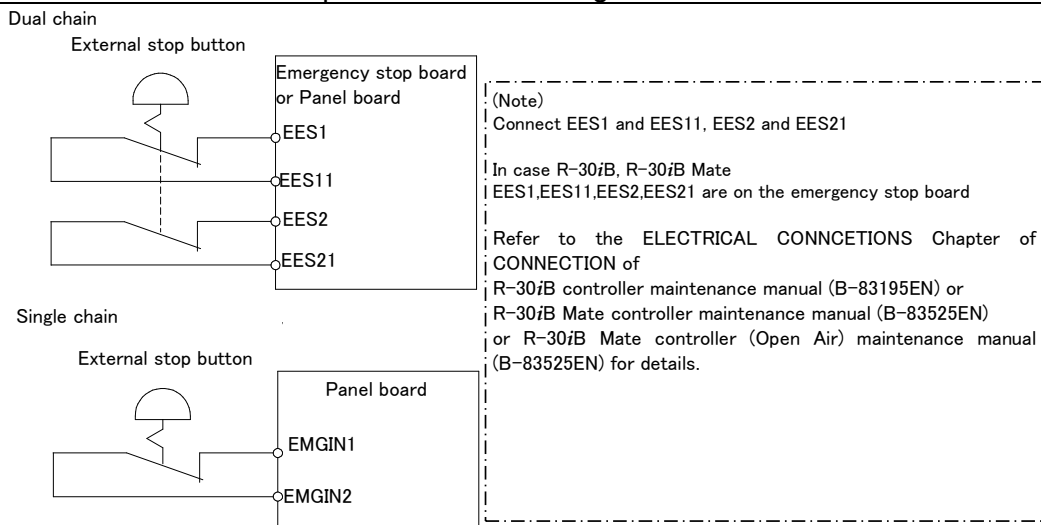 Dual chain
External stop button
Emergency stop board
or Panel board
EES1
EES11
EES2
EES21
Single chain
External stop button
Panel board
EMGIN1
EMGIN2
(Note)
Connect EES1 and EES11, EES2 and EES21
In case R-30iB, R-30iB Mate
EES1,EES11,EES2,EES21 are on the emergency stop board
Refer to the ELECTRICAL CONNCETIONS Chapter of
CONNECTION of
R-30iB controller maintenance manual (B-83195EN) or
R-30iB Mate controller maintenance manual (B-83525EN)
or R-30iB Mate controller (Open Air) maintenance manual
(B-83525EN) for details.